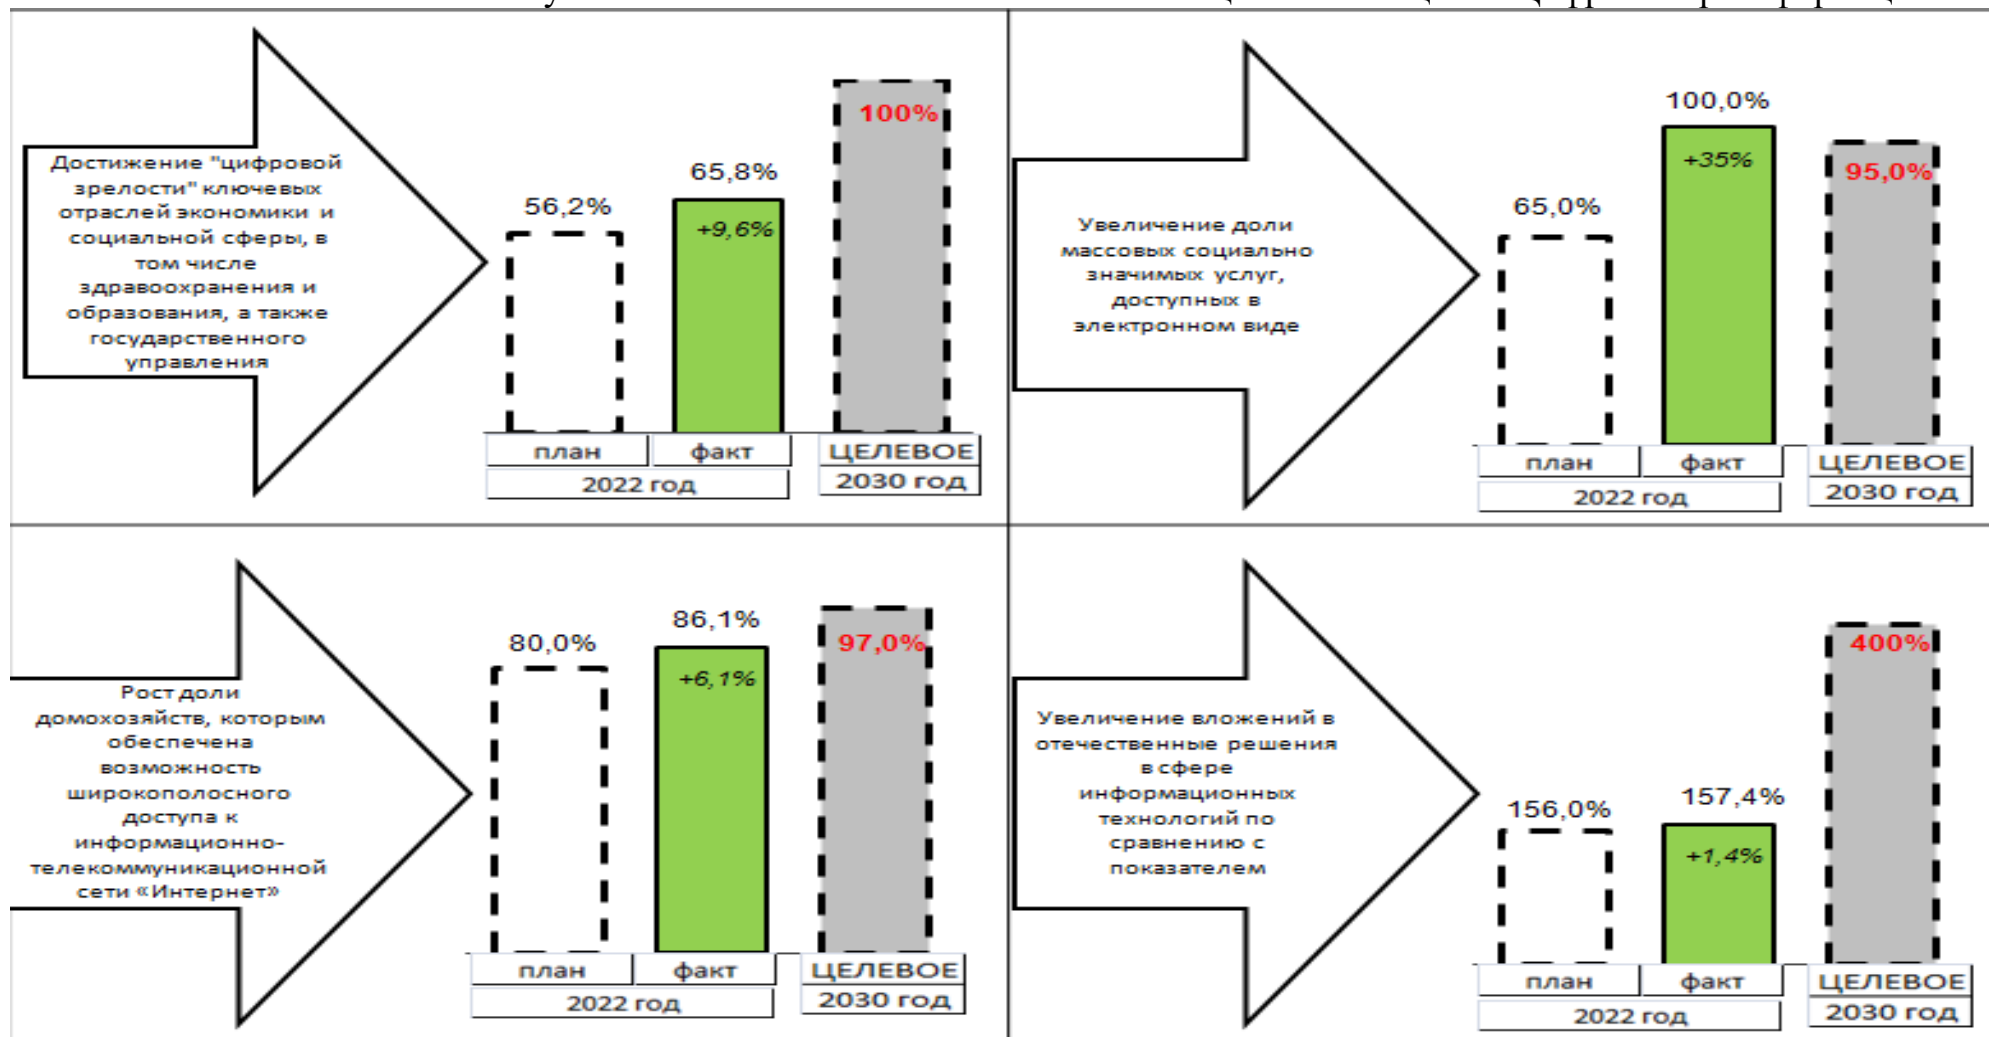 Достижение "цифровой
зрелости" ключевых
отраслей экономики и
социальной сферы, в
том числе
здравоохранения и
образования, а также
государственного
управления
56,2%
65,8%
+9,6%
100%
план
факт
ЦЕЛЕВОЕ
2022 год
2030 год
Увеличение доли
массовых социально
значимых услуг,
доступных в
электронном виде
65,0%
100,0%
+35%
95,0%
план
факт
ЦЕЛЕВОЕ
2022 год
2030 год
Рост доли
домохозяйств, которым
обеспечена
возможность
широкополосного
доступа к
информационно-
телекоммуникационной
сети «Интернет»
80,0%
86,1%
+6,1%
97,0%
план
факт
ЦЕЛЕВОЕ
2022 год
2030 год
Увеличение вложений в
отечественные решения
в сфере
информационных
технологий по
сравнению с
показателем
156,0%
157,4%
+1,4%
400%
план
факт
ЦЕЛЕВОЕ
2022 год
2030 год